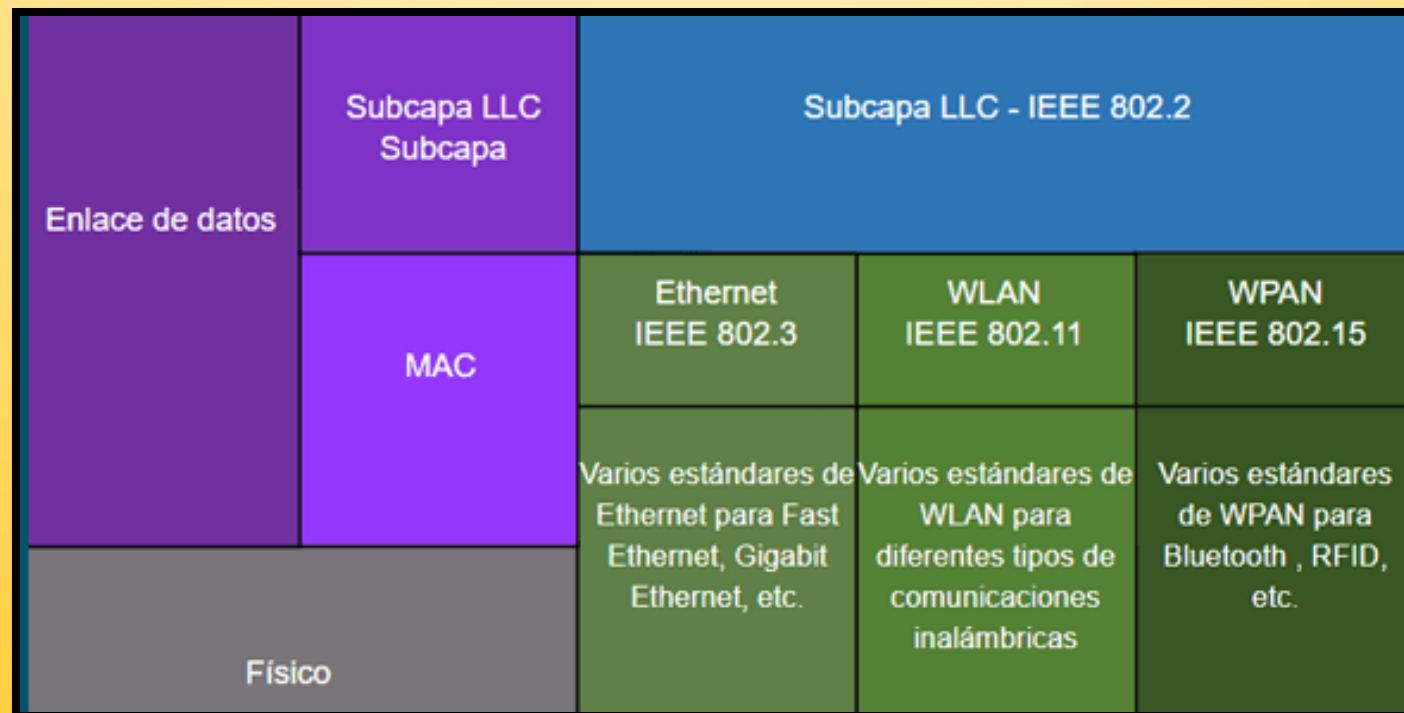 Enlace de datos
Subcapa LLC
Subcapa
Subcapa LLC - IEEE 802.2
MAC
Ethernet
IEEE 802.3
WLAN
IEEE 802.11
WPAN
IEEE 802.15
Varios estándares de
Ethernet para Fast
Ethernet, Gigabit
Ethernet, etc.
Varios estándares de
WLAN para
diferentes tipos de
comunicaciones
inalámbricas
Varios estándares
de WPAN para
Bluetooth , RFID,
etc.
Físico